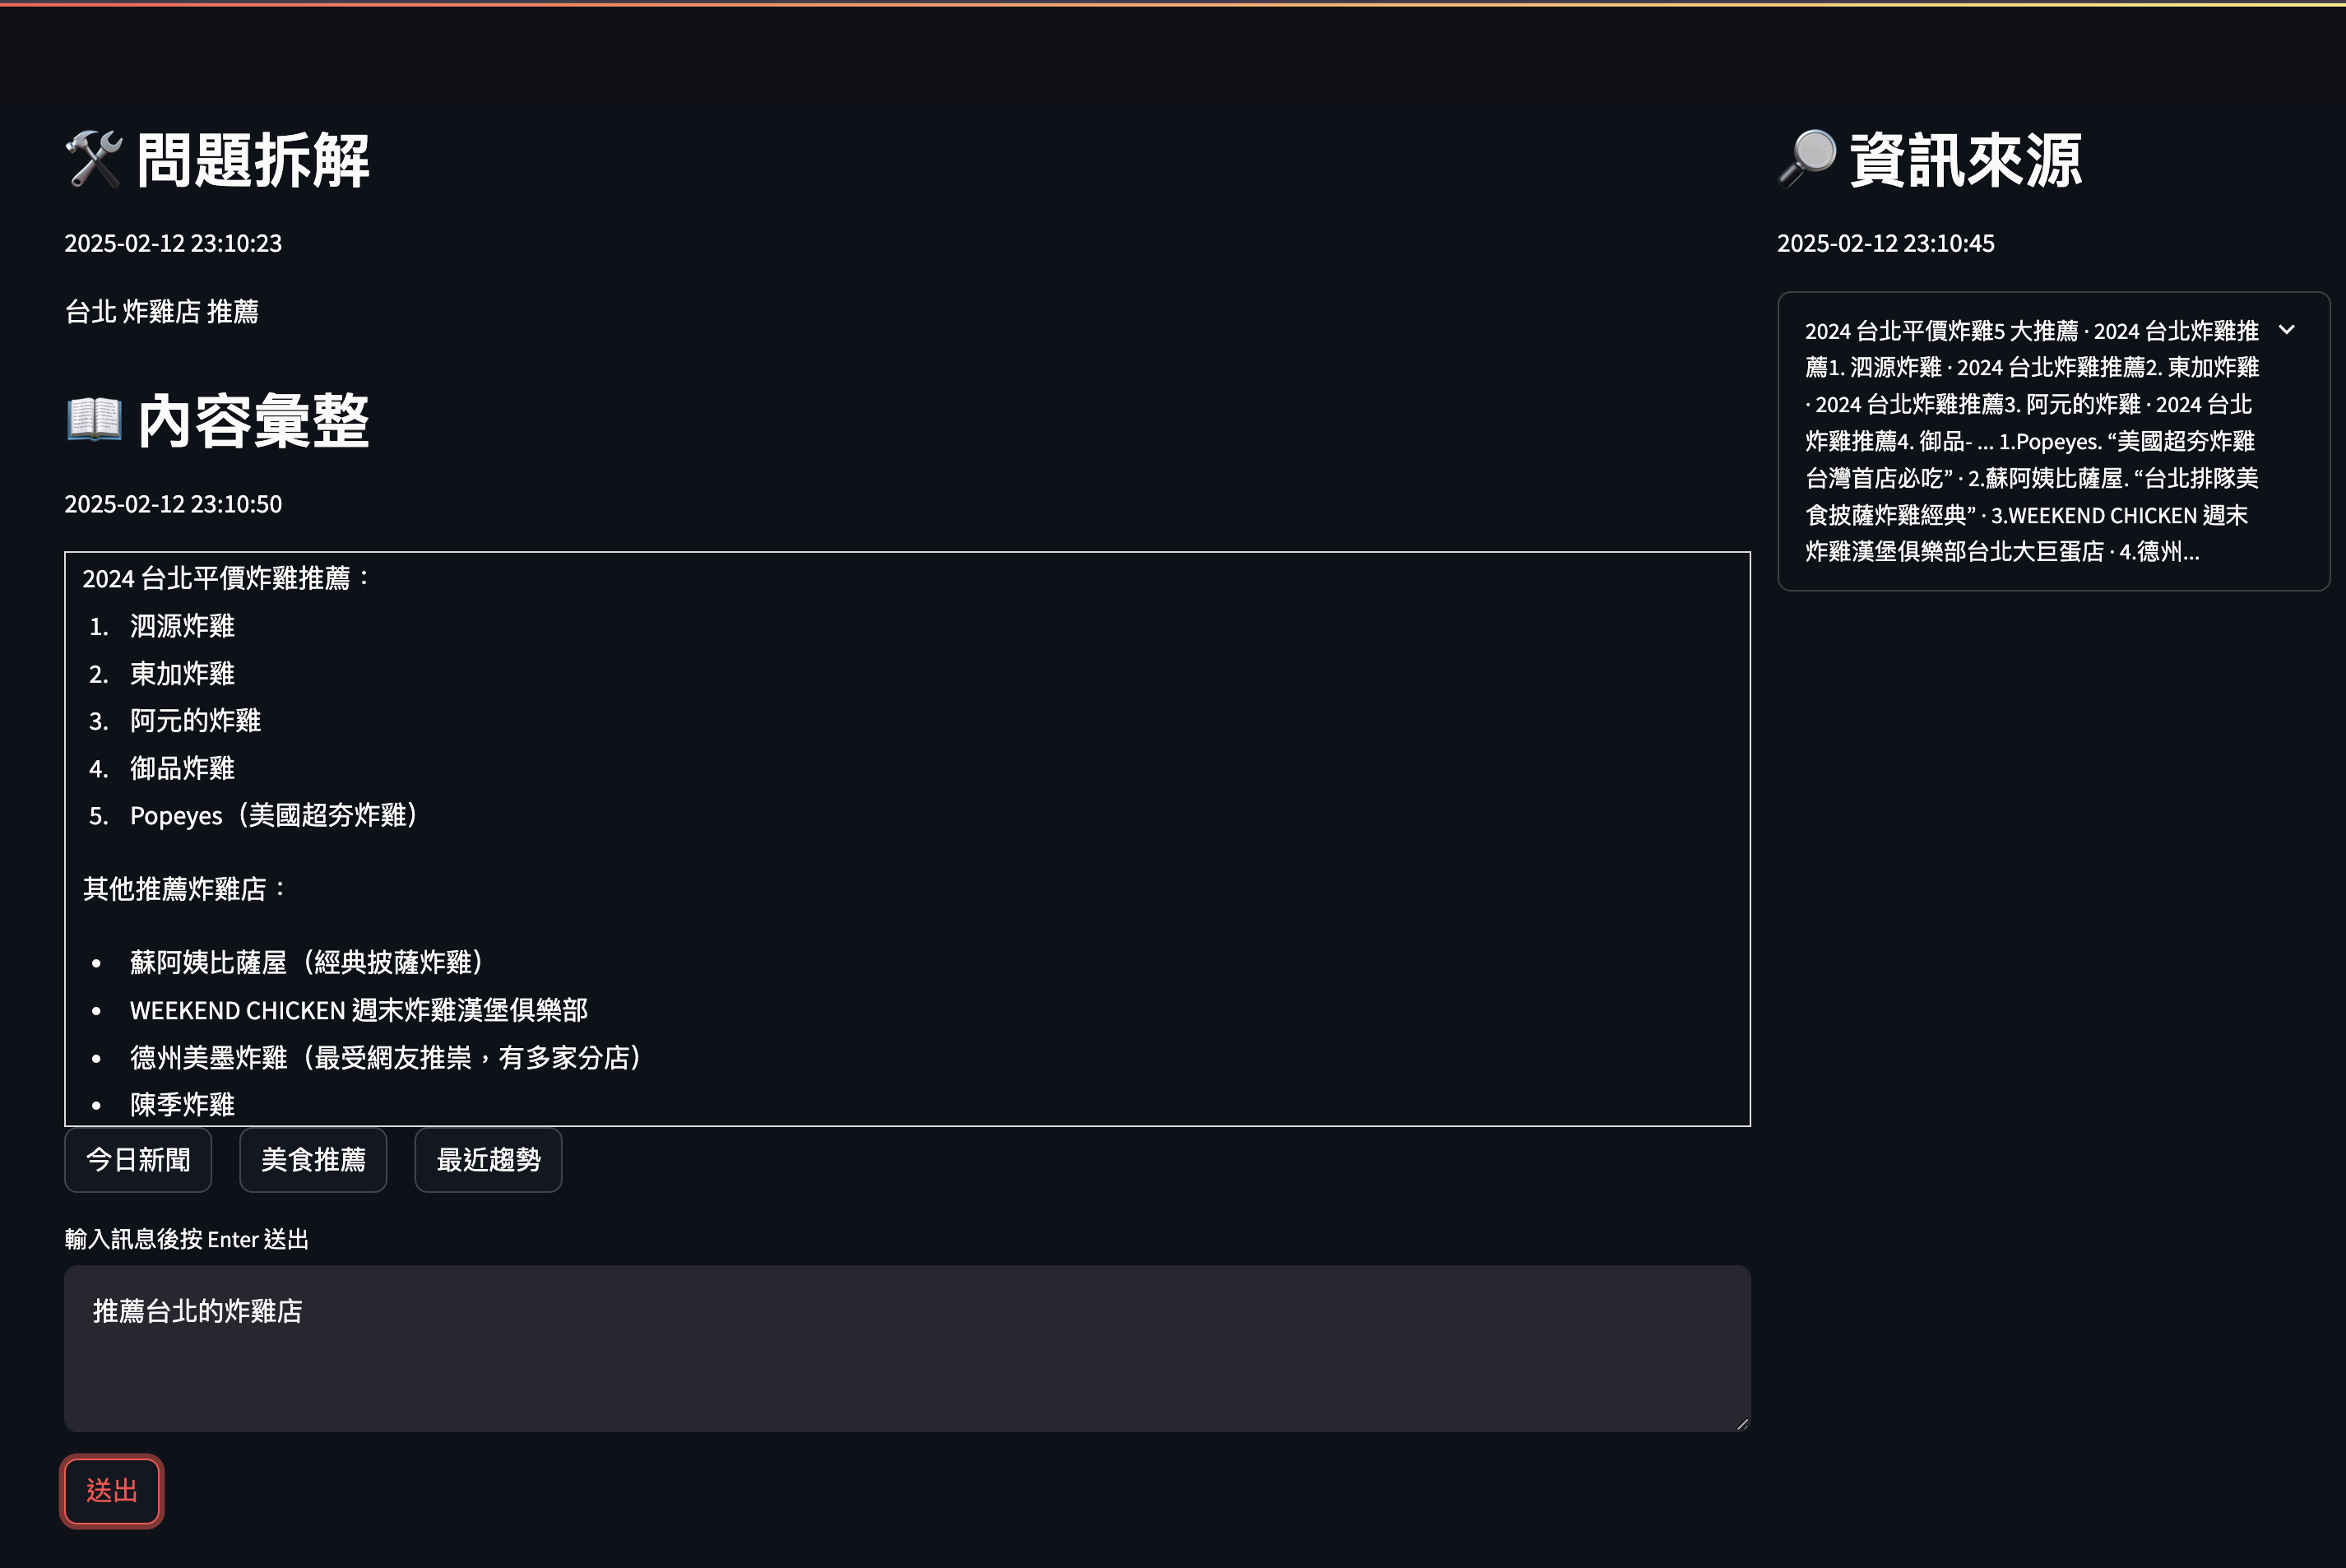 🛠️ 問題拆解
2025-02-12 23:10:23
台北 炸雞店 推薦
📖 內容彙整
2025-02-12 23:10:50
2024 台北平價炸雞推薦：
1. 泗源炸雞
2. 東加炸雞
3. 阿元的炸雞
4. 御品炸雞
5. Popeyes（美國超夯炸雞）
其他推薦炸雞店：
• 蘇阿姨比薩屋（經典披薩炸雞）
• WEEKEND CHICKEN 週末炸雞漢堡俱樂部
• 德州美墨炸雞（最受網友推崇，有多家分店）
• 陳季炸雞
今日新聞 美食推薦 最近趨勢
輸入訊息後按 Enter 送出
推薦台北的炸雞店
送出
🔎 資訊來源
2025-02-12 23:10:45
2024 台北平價炸雞5 大推薦 · 2024 台北炸雞推
薦1. 泗源炸雞 · 2024 台北炸雞推薦2. 東加炸雞
· 2024 台北炸雞推薦3. 阿元的炸雞 · 2024 台北
炸雞推薦4. 御品- ... 1.Popeyes. “美國超夯炸雞
台灣首店必吃” · 2.蘇阿姨比薩屋. “台北排隊美
食披薩炸雞經典” · 3.WEEKEND CHICKEN 週末
炸雞漢堡俱樂部台北大巨蛋店 · 4.德州...